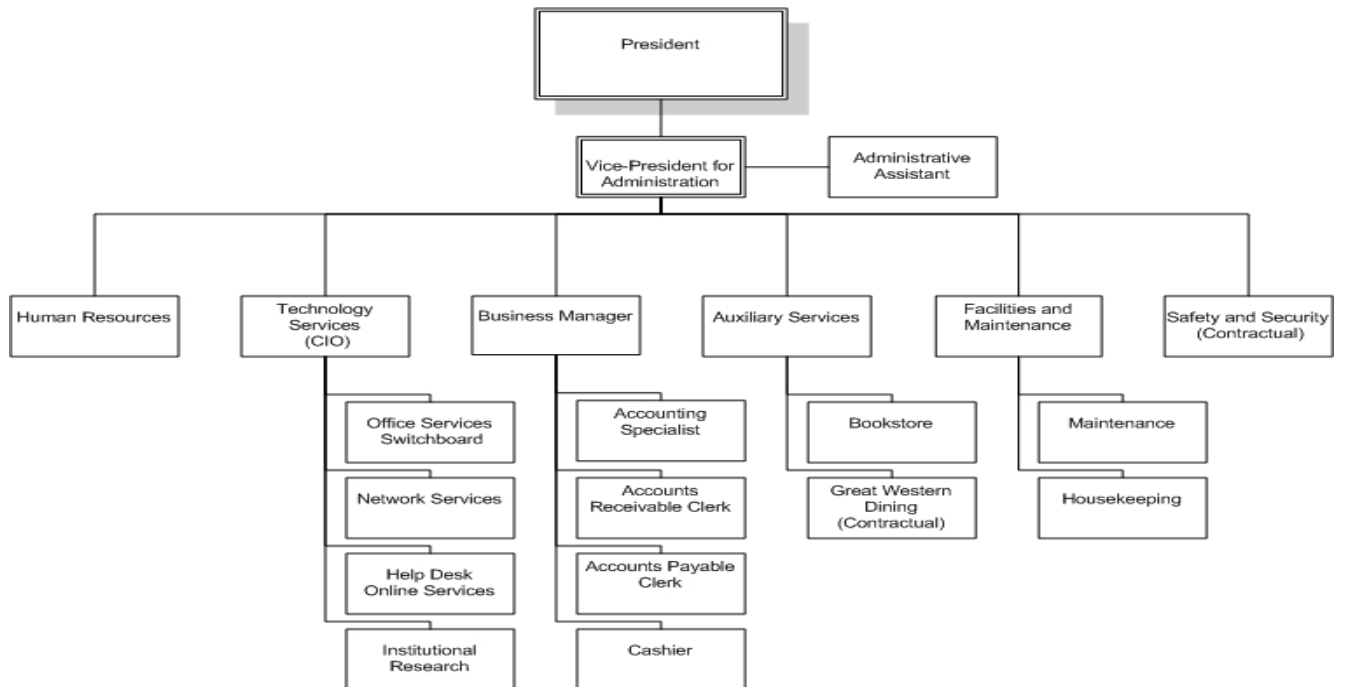 President
Vice-President for
Administration
Administrative
Assistant
Human Resources
Technology
Services
(CIO)
Business Manager
Auxiliary Services
Facilities and
Maintenance
Safety and Security
(Contractual)
Office Services
Switchboard
Network Services
Help Desk
Online Services
Institutional
Research
Accounting
Specialist
Accounts
Receivable Clerk
Accounts Payable
Clerk
Cashier
Bookstore
Great Western
Dining
(Contractual)
Maintenance
Housekeeping